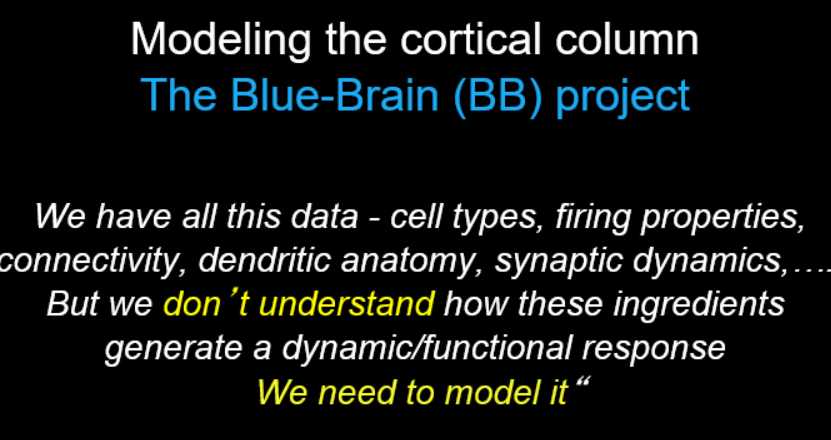 Modeling the cortical column
The Blue-Brain (BB) project
We have all this data - cell types, firing properties,
connectivity, dendritic anatomy, synaptic dynamics,....
But we don’t understand how these ingredients
generate a dynamic/functional response
We need to model it“